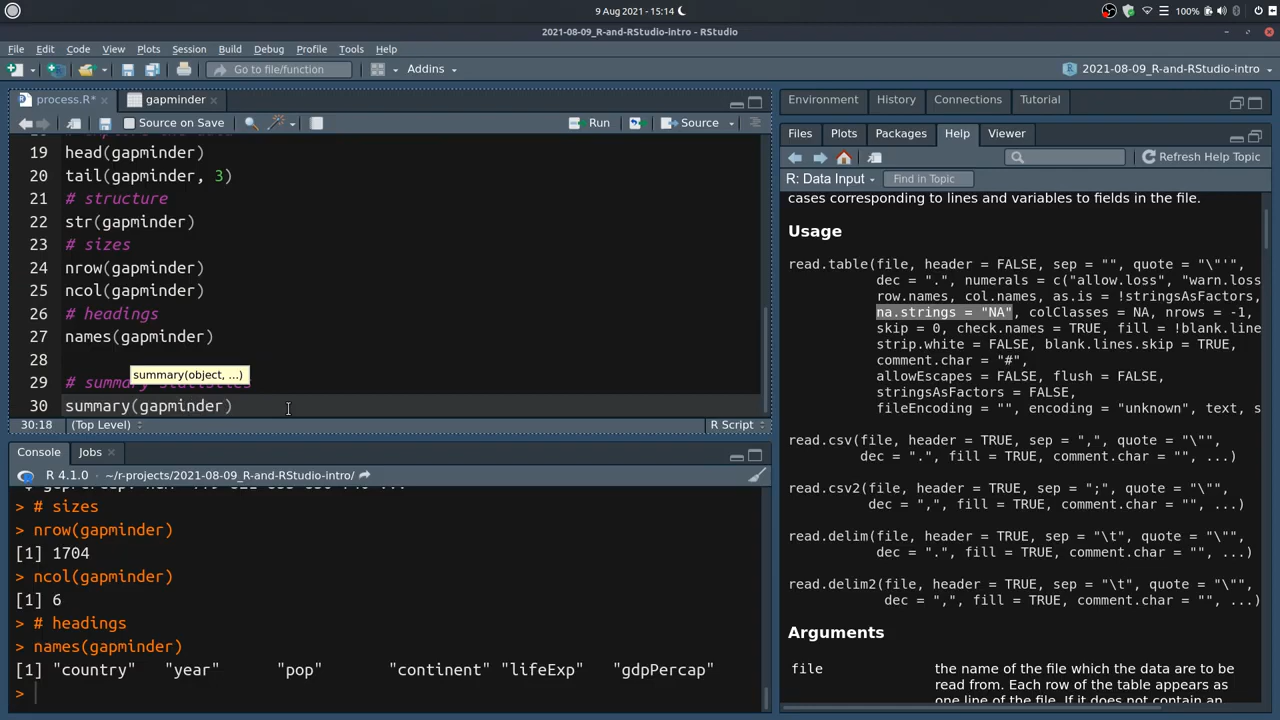 9 Aug 2021 - 15:14
100%
2021-08-09_R-and-RStudio-intro - RStudio
File Edit Code View Plots Session Build Debug Profile Tools Help
Go to file/function Addins 2021-08-09_R-and-RStudio-intro
process.R* gapminder
Source on Save Run Source
19 head(gapminder)
20 tail(gapminder, 3)
21 # structure
22 str(gapminder)
23 # sizes
24 nrow(gapminder)
25 ncol(gapminder)
26 # headings
27 names(gapminder)
28
summary(object, ...)
29 # summary statistics
30 summary(gapminder)
30:18 (Top Level) R Script
Console Jobs
R 4.1.0 · ~/r-projects/2021-08-09_R-and-RStudio-intro/
> # sizes
> nrow(gapminder)
[1] 1704
> ncol(gapminder)
[1] 6
> # headings
> names(gapminder)
[1] "country" "year" "pop" "continent" "lifeExp" "gdpPercap"
>
Environment History Connections Tutorial
Files Plots Packages Help Viewer
Refresh Help Topic
R: Data Input Find in Topic
cases corresponding to lines and variables to fields in the file.
Usage
read.table(file, header = FALSE, sep = "", quote = "\"'",
dec = ".", numerals = c("allow.loss", "warn.loss
row.names, col.names, as.is = !stringsAsFactors,
na.strings = "NA", colClasses = NA, nrows = -1,
skip = 0, check.names = TRUE, fill = !blank.line
strip.white = FALSE, blank.lines.skip = TRUE,
comment.char = "#",
allowEscapes = FALSE, flush = FALSE,
stringsAsFactors = FALSE,
fileEncoding = "", encoding = "unknown", text, s
read.csv(file, header = TRUE, sep = ",", quote = "\"",
dec = ".", fill = TRUE, comment.char = "", ...)
read.csv2(file, header = TRUE, sep = ";", quote = "\"",
dec = ",", fill = TRUE, comment.char = "", ...)
read.delim(file, header = TRUE, sep = "\t", quote = "\"",
dec = ".", fill = TRUE, comment.char = "", ...)
read.delim2(file, header = TRUE, sep = "\t", quote = "\"",
dec = ",", fill = TRUE, comment.char = "", ...)
Arguments
file the name of the file which the data are to be
read from. Each row of the table appears as
one line of the file. If it does not contain an